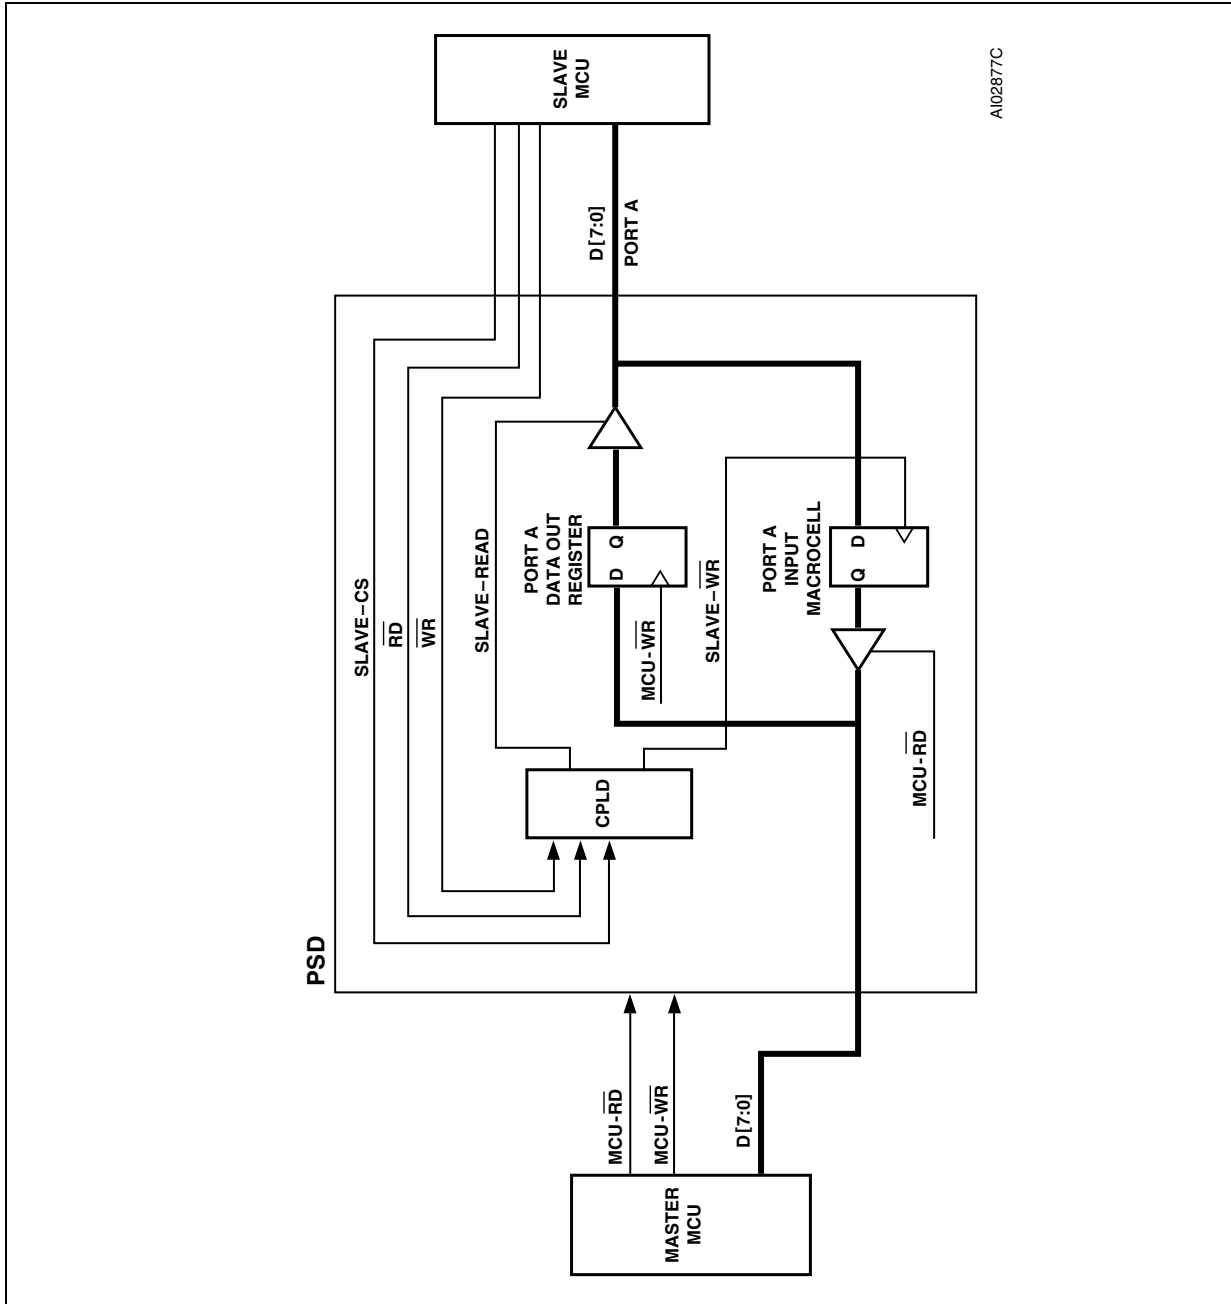 PSD
MASTER
MCU
MCU-RD
MCU-WR
D[7:0]
SLAVE–CS
RD
WR
CPLD
SLAVE–READ
PORT A
DATA OUT
REGISTER
D Q
MCU-WR
SLAVE–WR
PORT A
INPUT
MACROCELL
Q D
MCU-RD
D[7:0]
PORT A
SLAVE
MCU
AI02877C